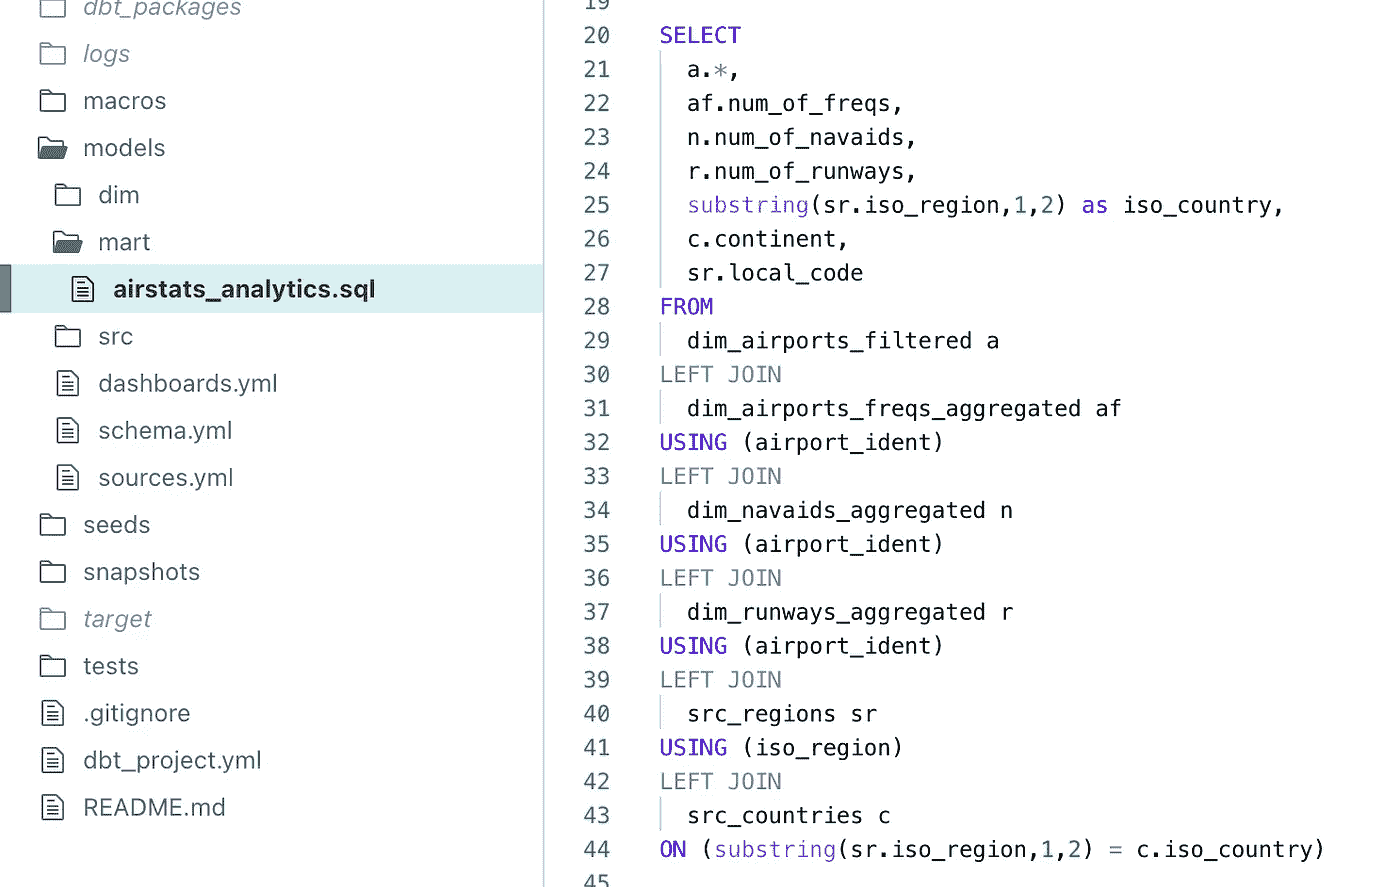 dbt_packages
logs
macros
models
dim
mart
airstats_analytics.sql
src
dashboards.yml
schema.yml
sources.yml
seeds
snapshots
target
tests
.gitignore
dbt_project.yml
README.md
19
20 SELECT
21 a.*,
22 af.num_of_freqs,
23 n.num_of_navaids,
24 r.num_of_runways,
25 substring(sr.iso_region,1,2) as iso_country,
26 c.continent,
27 sr.local_code
28 FROM
29 dim_airports_filtered a
30 LEFT JOIN
31 dim_airports_freqs_aggregated af
32 USING (airport_ident)
33 LEFT JOIN
34 dim_navaids_aggregated n
35 USING (airport_ident)
36 LEFT JOIN
37 dim_runways_aggregated r
38 USING (airport_ident)
39 LEFT JOIN
40 src_regions sr
41 USING (iso_region)
42 LEFT JOIN
43 src_countries c
44 ON (substring(sr.iso_region,1,2) = c.iso_country)
45